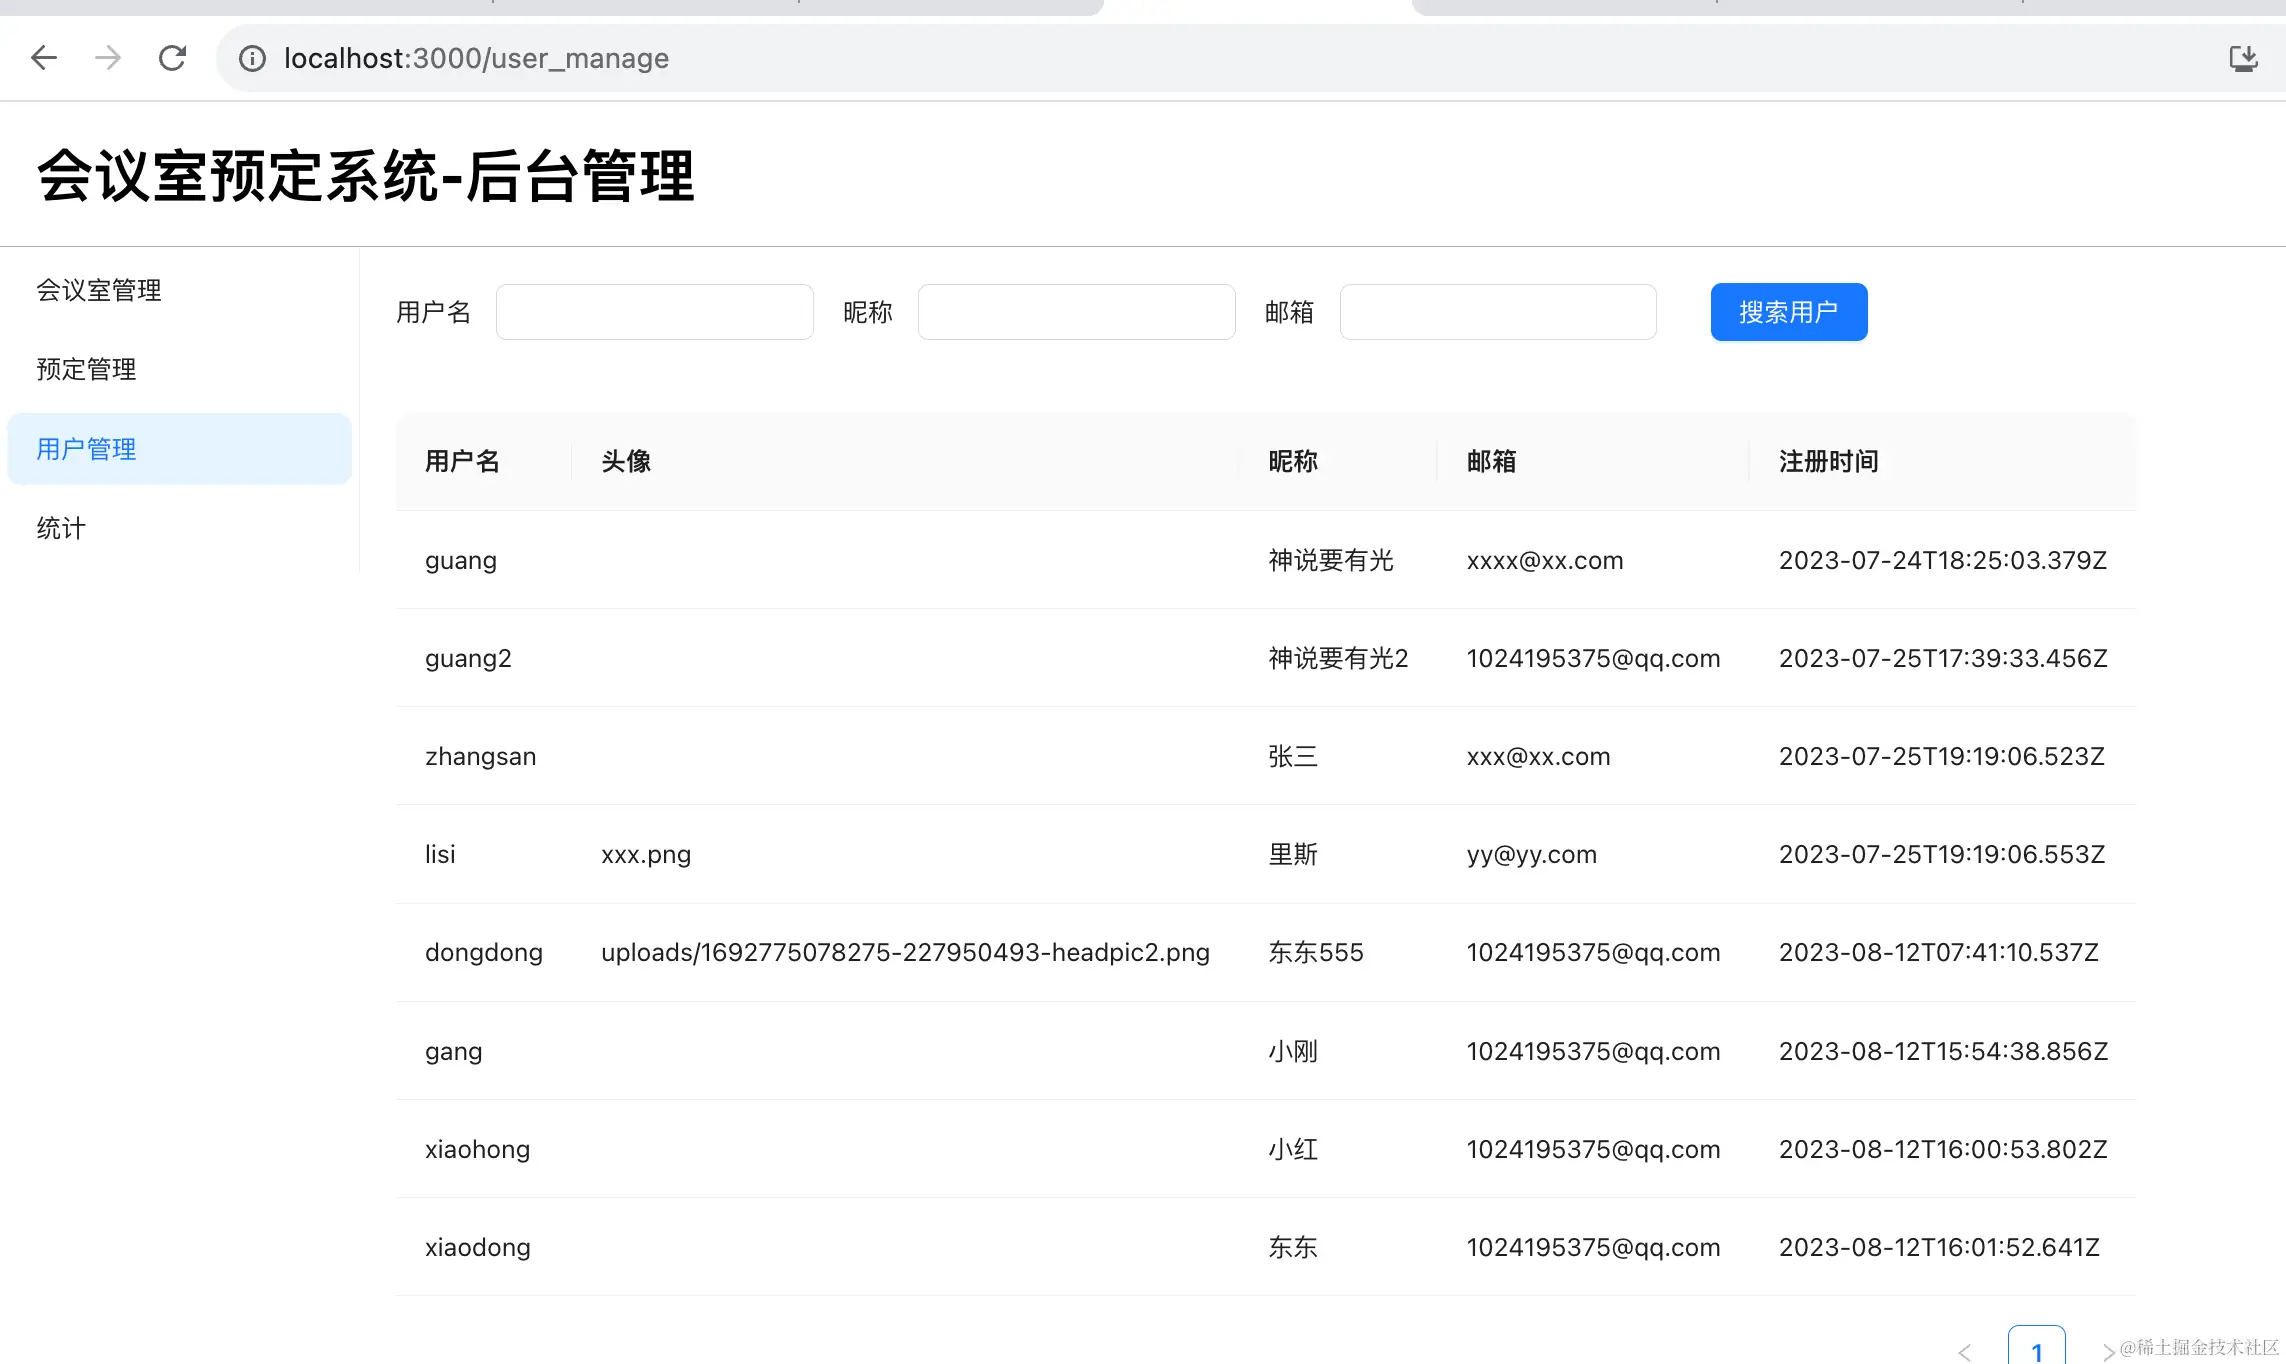 localhost:3000/user_manage
会议室预定系统-后台管理
会议室管理
预定管理
用户管理
统计
用户名 昵称 邮箱 搜索用户
用户名 头像 昵称 邮箱 注册时间
guang 神说要有光 xxxx@xx.com 2023-07-24T18:25:03.379Z
guang2 神说要有光2 1024195375@qq.com 2023-07-25T17:39:33.456Z
zhangsan 张三 xxx@xx.com 2023-07-25T19:19:06.523Z
lisi xxx.png 里斯 yy@yy.com 2023-07-25T19:19:06.553Z
dongdong uploads/1692775078275-227950493-headpic2.png 东东555 1024195375@qq.com 2023-08-12T07:41:10.537Z
gang 小刚 1024195375@qq.com 2023-08-12T15:54:38.856Z
xiaohong 小红 1024195375@qq.com 2023-08-12T16:00:53.802Z
xiaodong 东东 1024195375@qq.com 2023-08-12T16:01:52.641Z
1
@稀土掘金技术社区